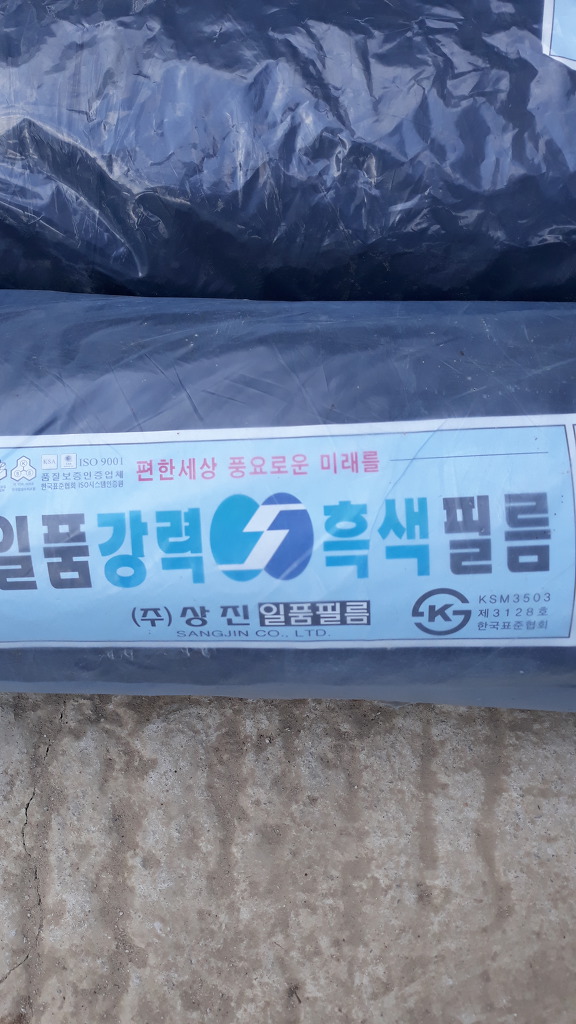 KSA ISO 9001
품질보증인증업체
한국표준협회 ISO시스템인증원
편한세상 풍요로운 미래를
일품강력 흑색필름
(주)상진 일품필름
SANGJIN CO., LTD.
KSM3503
제3128호
한국표준협회